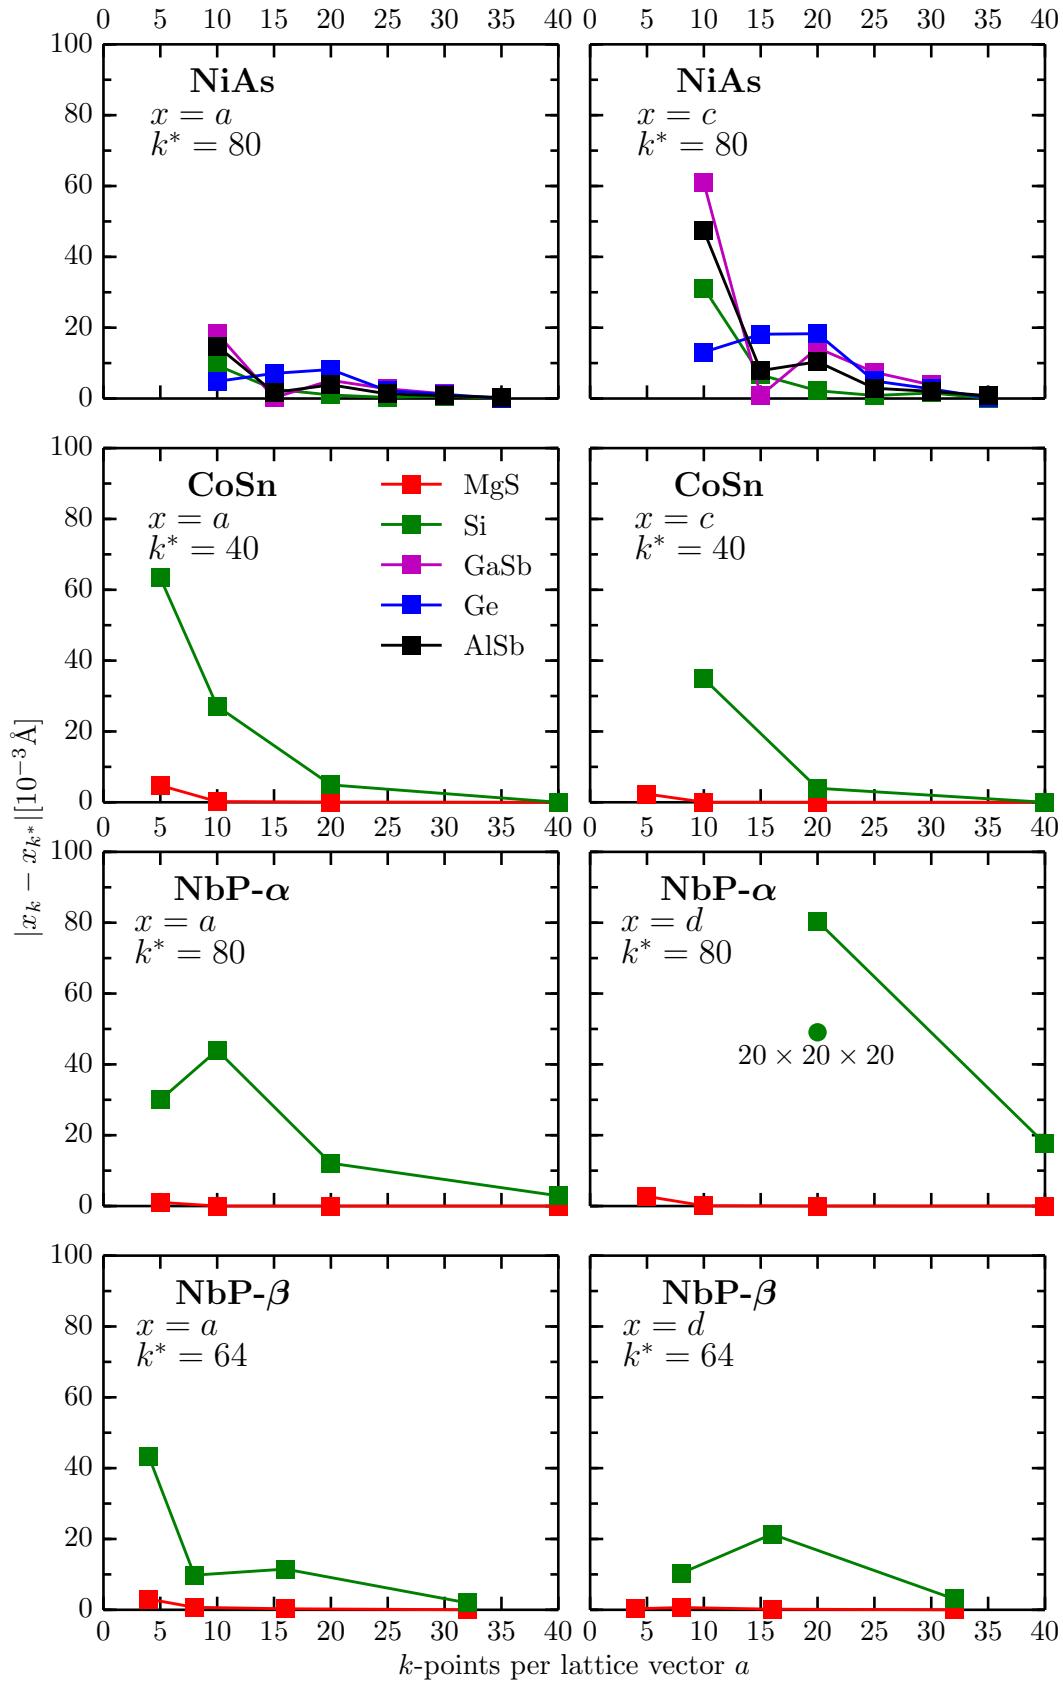 0 5 10 15 20 25 30 35 40
0 5 10 15 20 25 30 35 40
100
80
60
40
20
0
NiAs
x = a
k* = 80
NiAs
x = c
k* = 80
100
80
60
40
20
0
CoSn
x = a
k* = 40
MgS
Si
GaSb
Ge
AlSb
CoSn
x = c
k* = 40
0 5 10 15 20 25 30 35 40
0 5 10 15 20 25 30 35 40
|x_k − x_{k*}| [10⁻³ Å]
100
80
60
40
20
0
NbP-α
x = a
k* = 80
NbP-α
x = d
k* = 80
20 × 20 × 20
100
80
60
40
20
0
NbP-β
x = a
k* = 64
NbP-β
x = d
k* = 64
0 5 10 15 20 25 30 35 40
0 5 10 15 20 25 30 35 40
k-points per lattice vector a